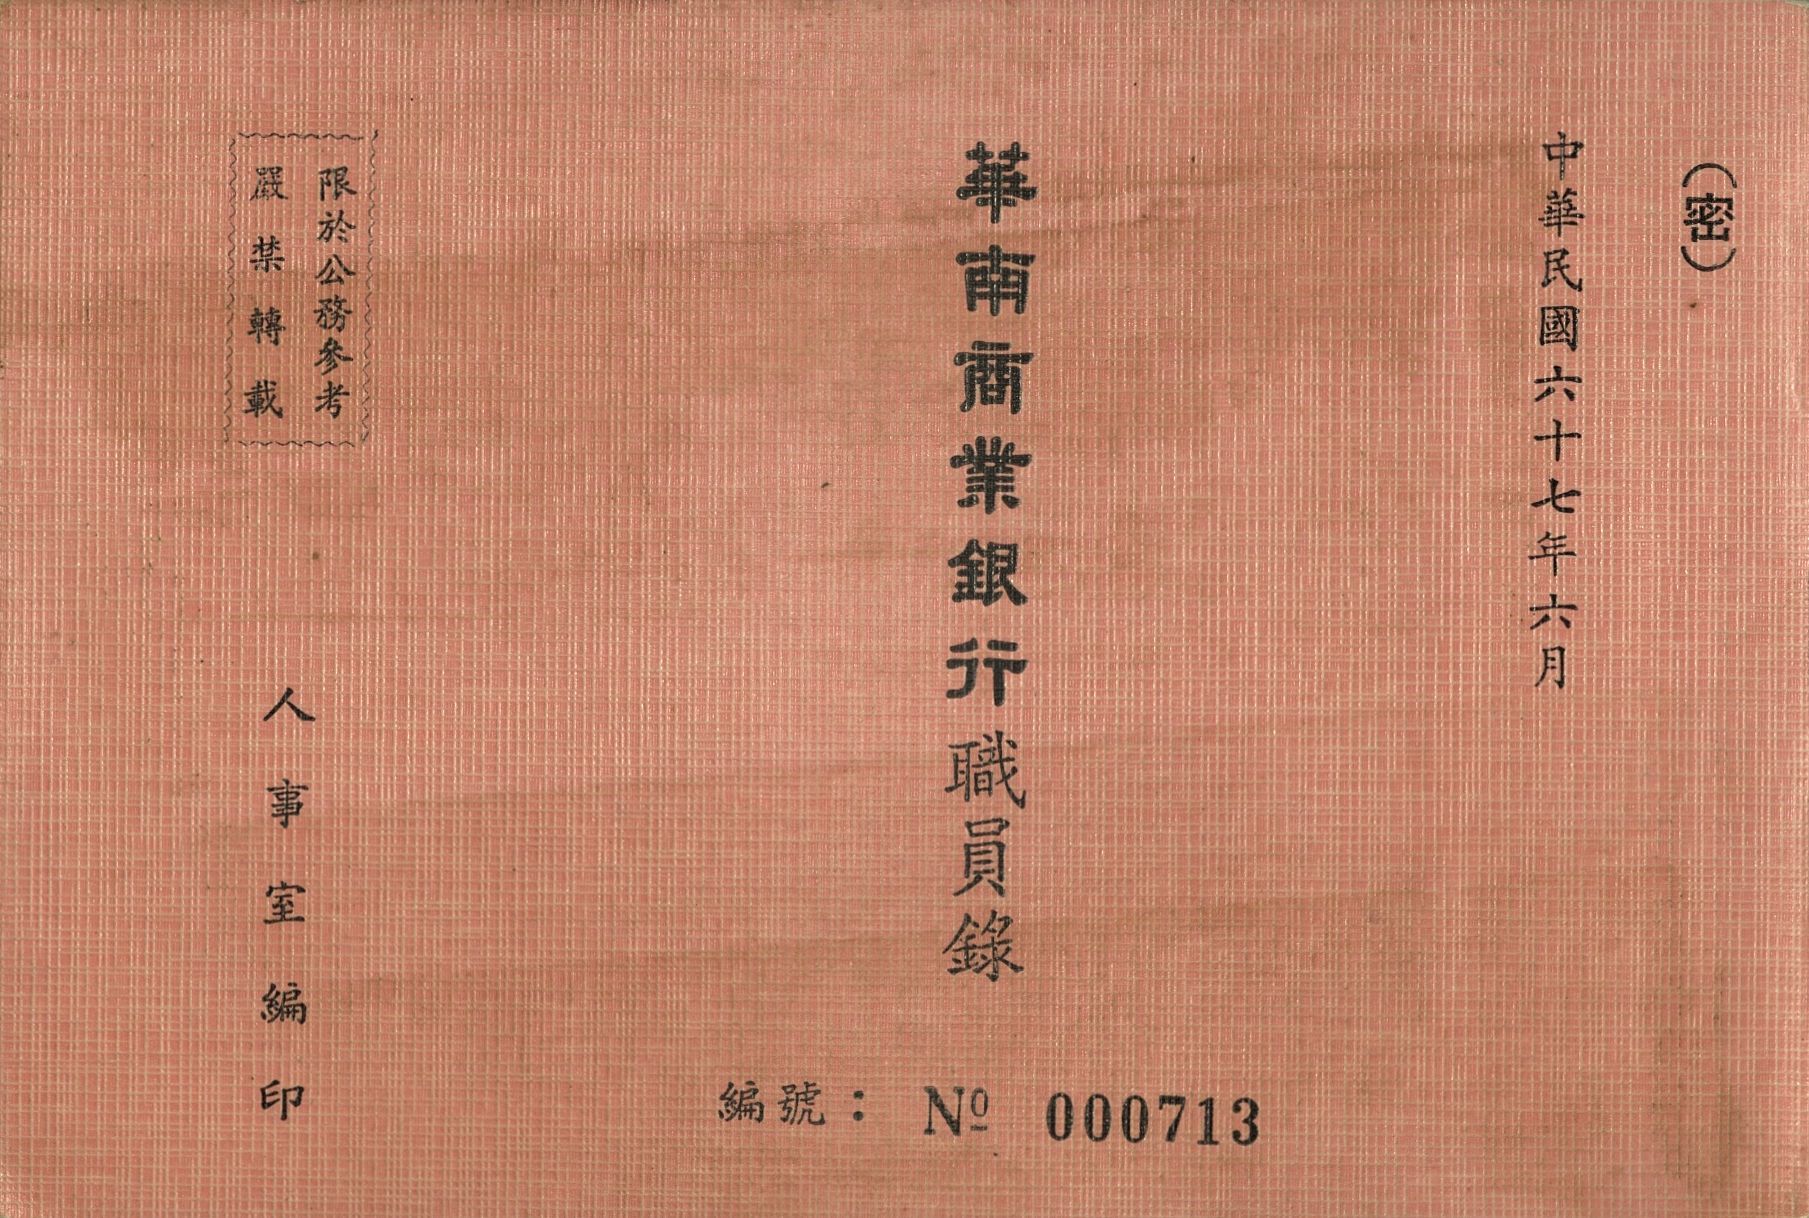 （密）
中華民國六十七年六月
華南商業銀行職員錄
限於公務參考
嚴禁轉載
人事室編印
編號： Nº 000713